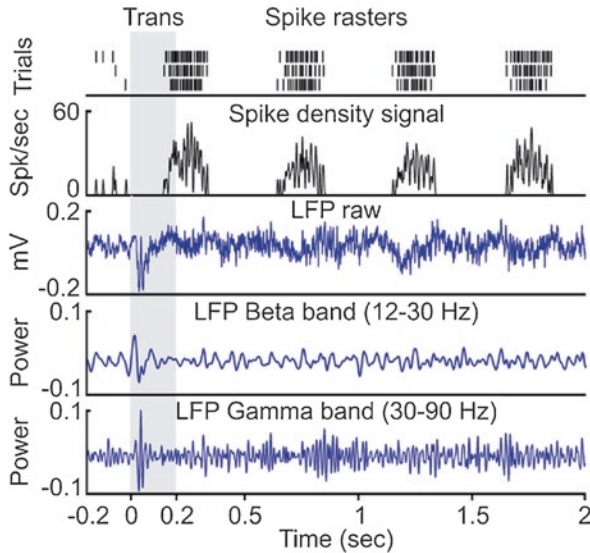 Trans Spike rasters
Trials
60
Spike density signal
Spk/sec
0
0.2
LFP raw
mV
-0.2
0.1
LFP Beta band (12-30 Hz)
Power
-0.1
0.1
LFP Gamma band (30-90 Hz)
Power
-0.1
-0.2 0 0.2 0.5 1 1.5 2
Time (sec)